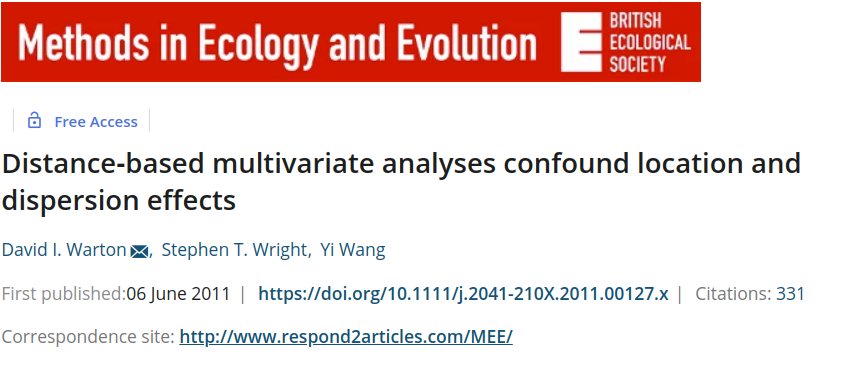 Methods in Ecology and Evolution
BRITISH
ECOLOGICAL
SOCIETY
Free Access
Distance-based multivariate analyses confound location and
dispersion effects
David I. Warton, Stephen T. Wright, Yi Wang
First published:06 June 2011 | https://doi.org/10.1111/j.2041-210X.2011.00127.x | Citations: 331
Correspondence site: http://www.respond2articles.com/MEE/